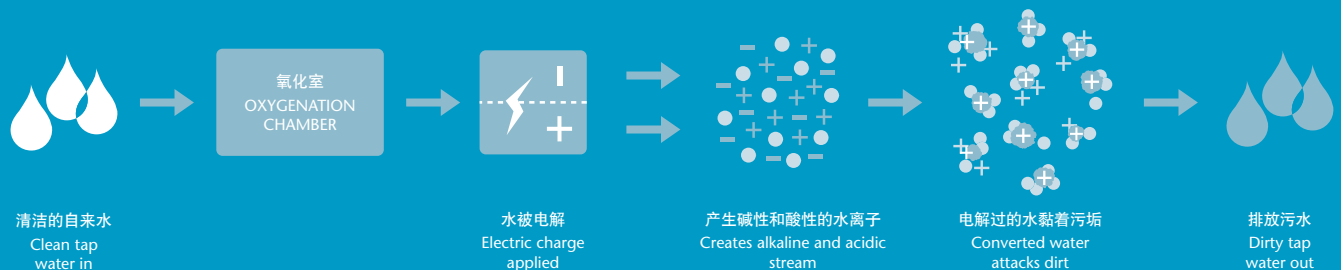 氧化室
OXYGENATION
CHAMBER
清洁的自来水
Clean tap
water in
水被电解
Electric charge
applied
产生碱性和酸性的水离子
Creates alkaline and acidic
stream
电解过的水黏着污垢
Converted water
attacks dirt
排放污水
Dirty tap
water out